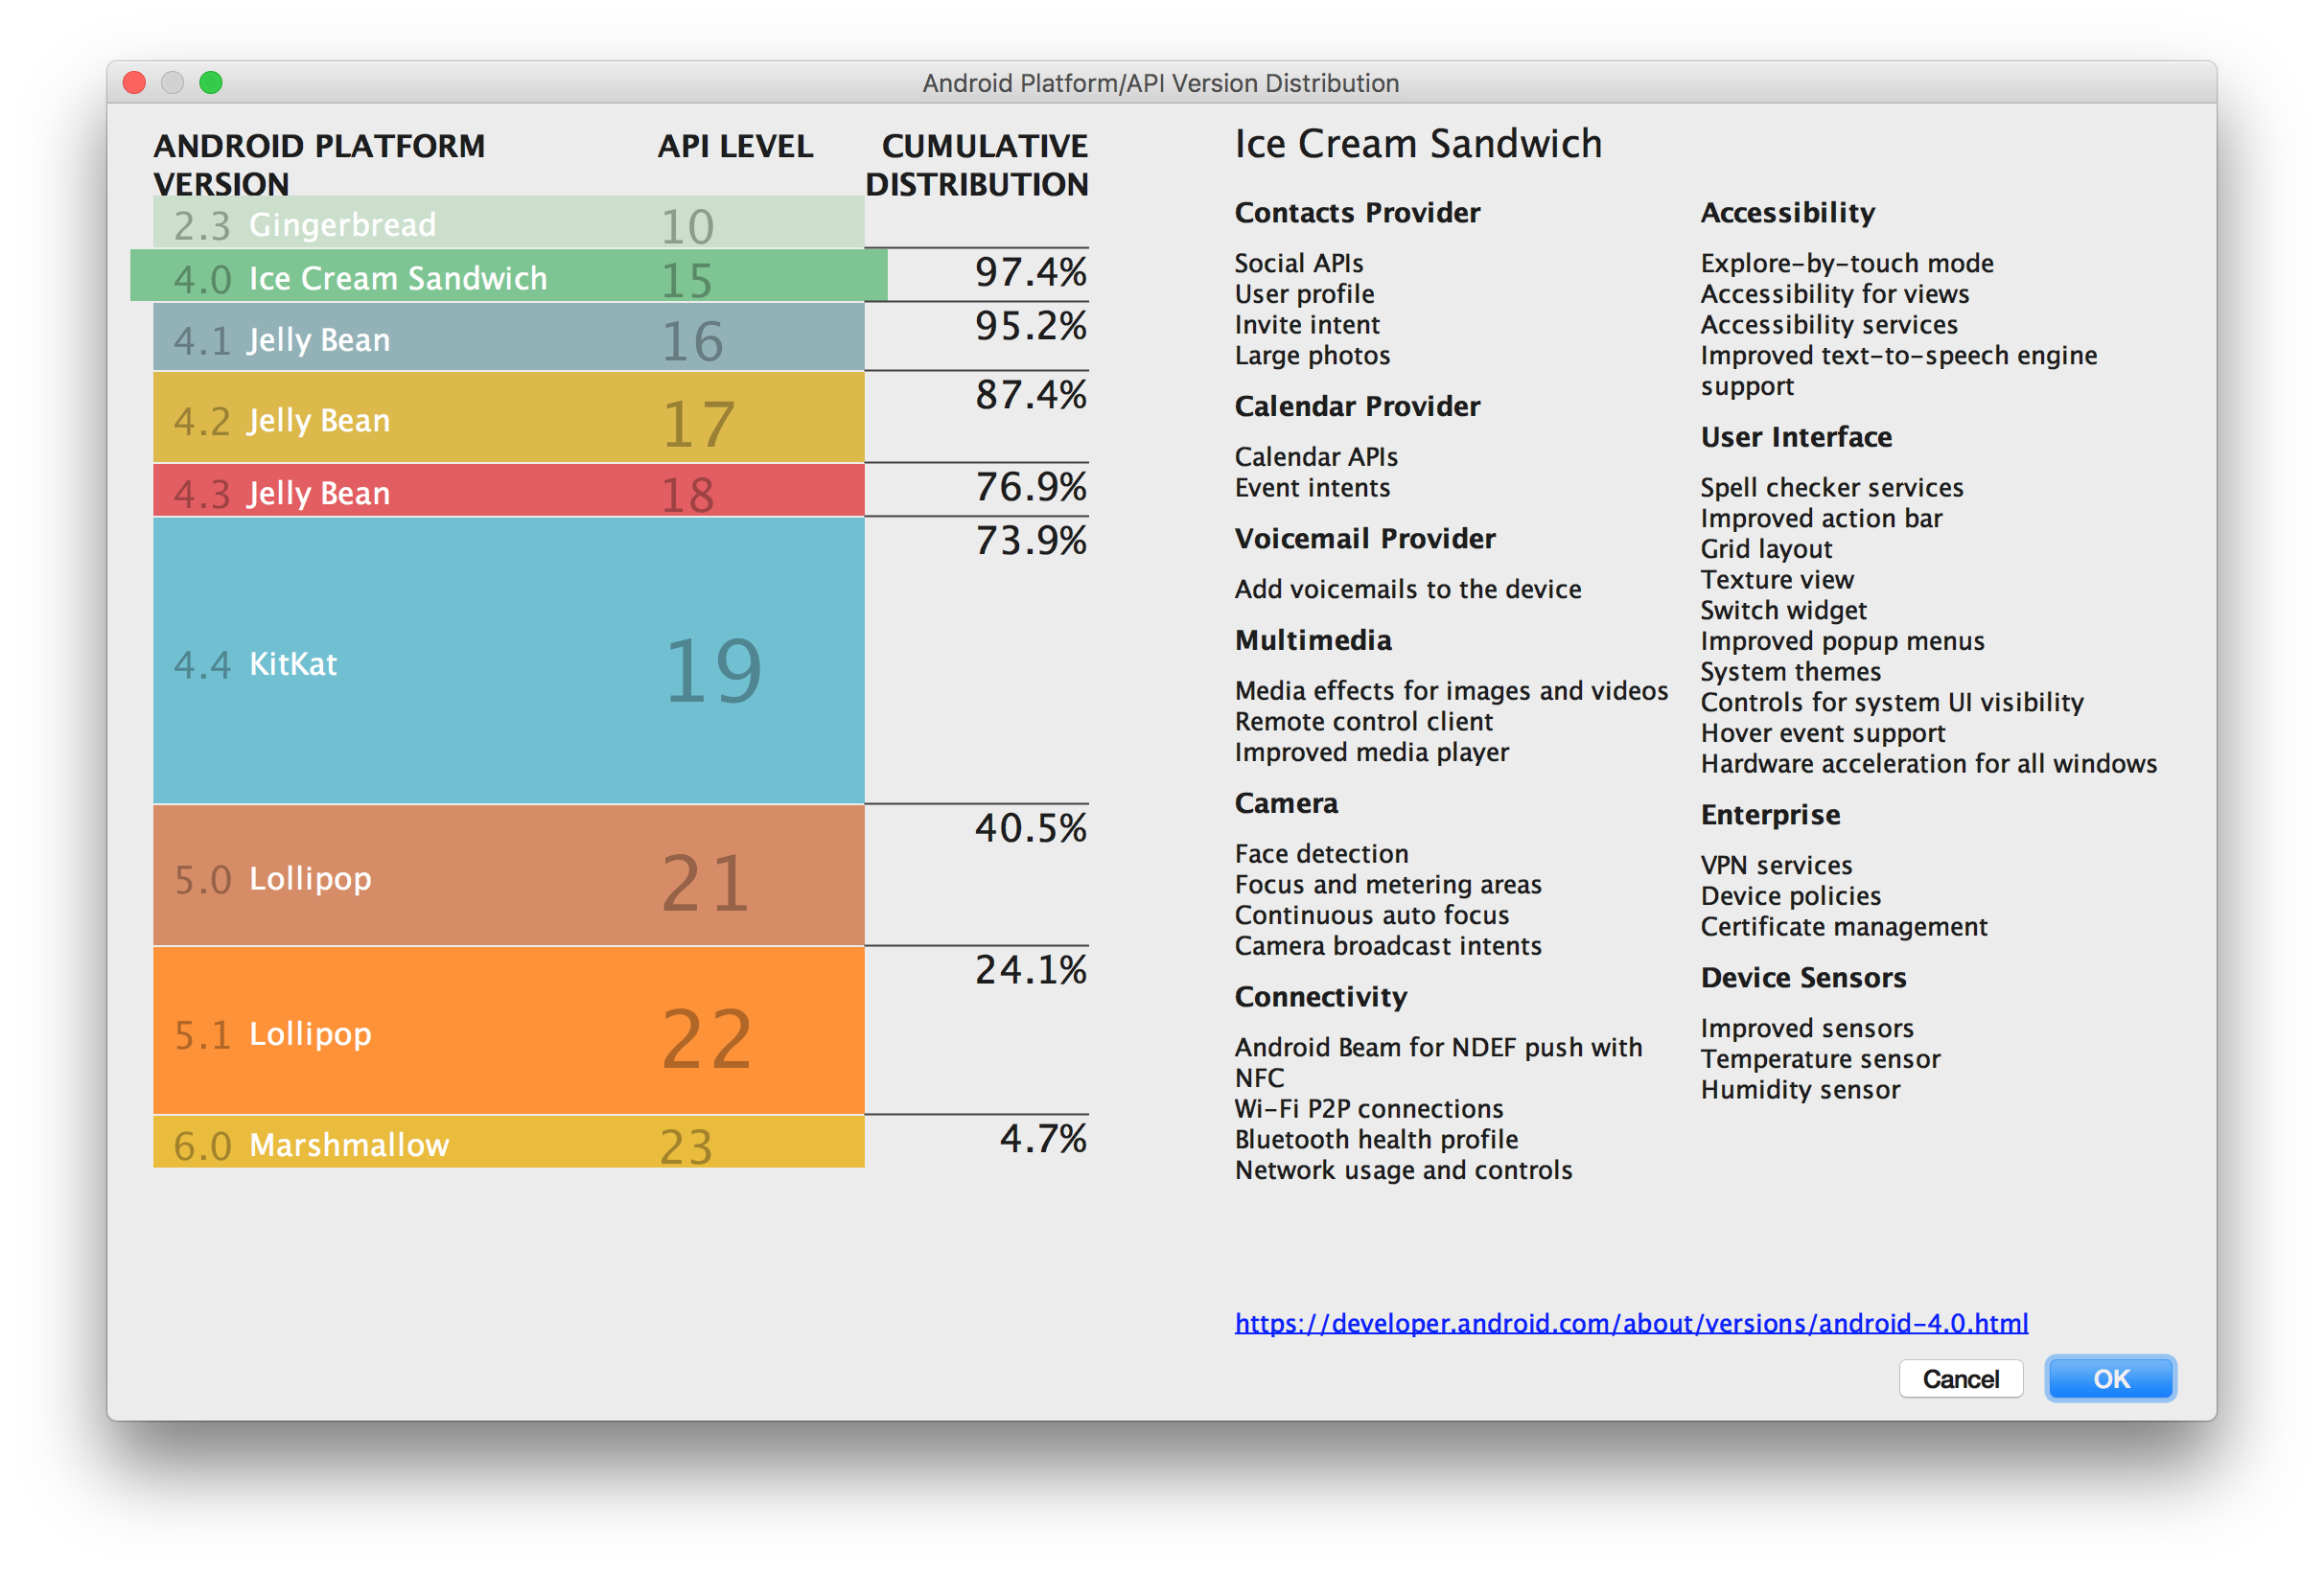 Android Platform/API Version Distribution
ANDROID PLATFORM
VERSION
API LEVEL
CUMULATIVE
DISTRIBUTION
2.3 Gingerbread 10
4.0 Ice Cream Sandwich 15 97.4%
4.1 Jelly Bean 16 95.2%
4.2 Jelly Bean 17 87.4%
4.3 Jelly Bean 18 76.9%
4.4 KitKat 19 73.9%
5.0 Lollipop 21 40.5%
5.1 Lollipop 22 24.1%
6.0 Marshmallow 23 4.7%
Ice Cream Sandwich
Contacts Provider
Social APIs
User profile
Invite intent
Large photos
Calendar Provider
Calendar APIs
Event intents
Voicemail Provider
Add voicemails to the device
Multimedia
Media effects for images and videos
Remote control client
Improved media player
Camera
Face detection
Focus and metering areas
Continuous auto focus
Camera broadcast intents
Connectivity
Android Beam for NDEF push with
NFC
Wi-Fi P2P connections
Bluetooth health profile
Network usage and controls
Accessibility
Explore-by-touch mode
Accessibility for views
Accessibility services
Improved text-to-speech engine
support
User Interface
Spell checker services
Improved action bar
Grid layout
Texture view
Switch widget
Improved popup menus
System themes
Controls for system UI visibility
Hover event support
Hardware acceleration for all windows
Enterprise
VPN services
Device policies
Certificate management
Device Sensors
Improved sensors
Temperature sensor
Humidity sensor
https://developer.android.com/about/versions/android-4.0.html
Cancel
OK